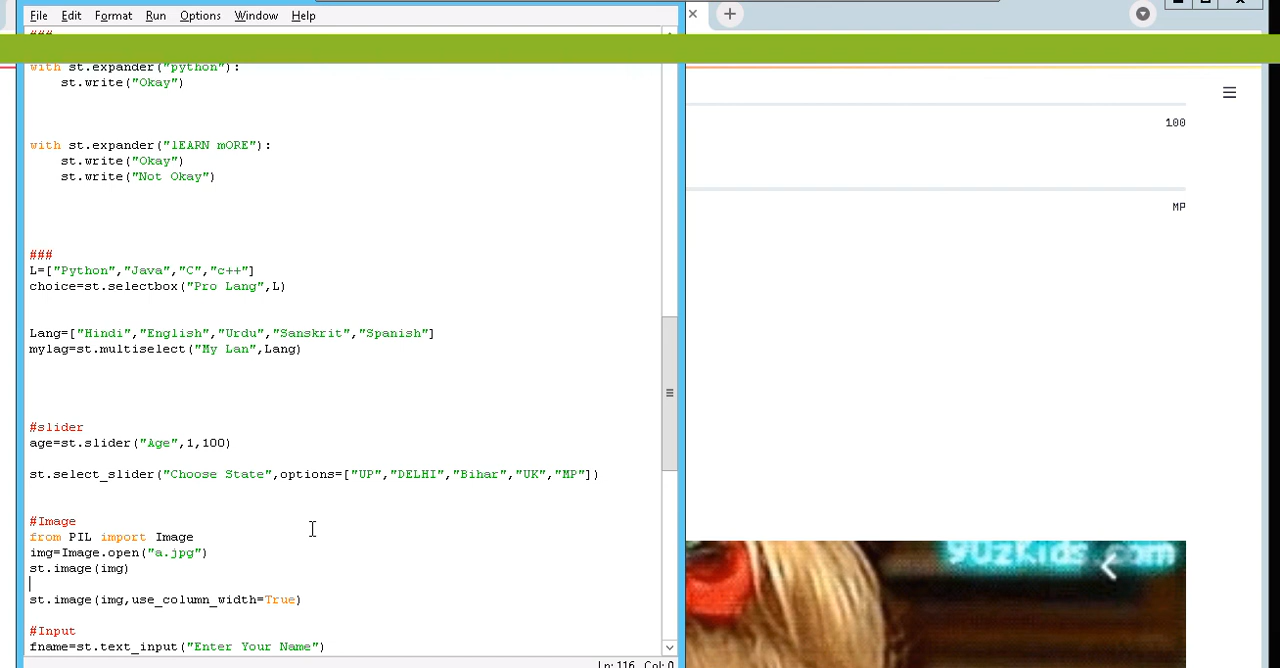 File Edit Format Run Options Window Help
###
with st.expander("python"):
st.write("Okay")
with st.expander("lEARN mORE"):
st.write("Okay")
st.write("Not Okay")
###
L=["Python","Java","C","c++"]
choice=st.selectbox("Pro Lang",L)
Lang=["Hindi","English","Urdu","Sanskrit","Spanish"]
mylag=st.multiselect("My Lan",Lang)
#slider
age=st.slider("Age",1,100)
st.select_slider("Choose State",options=["UP","DELHI","Bihar","UK","MP"])
#Image
from PIL import Image
img=Image.open("a.jpg")
st.image(img)
st.image(img,use_column_width=True)
#Input
fname=st.text_input("Enter Your Name")
Ln: 116 Col: 0
100
MP
90zKids.com